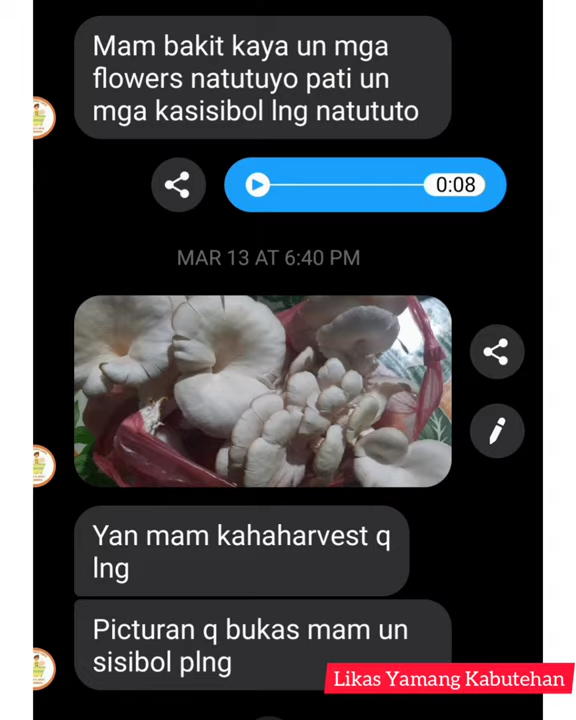 Mam bakit kaya un mga
flowers natutuyo pati un
mga kasisibol lng natututo
0:08
MAR 13 AT 6:40 PM
Yan mam kahaharvest q
lng
Picturan q bukas mam un
sisibol plng
Likas Yamang Kabutehan